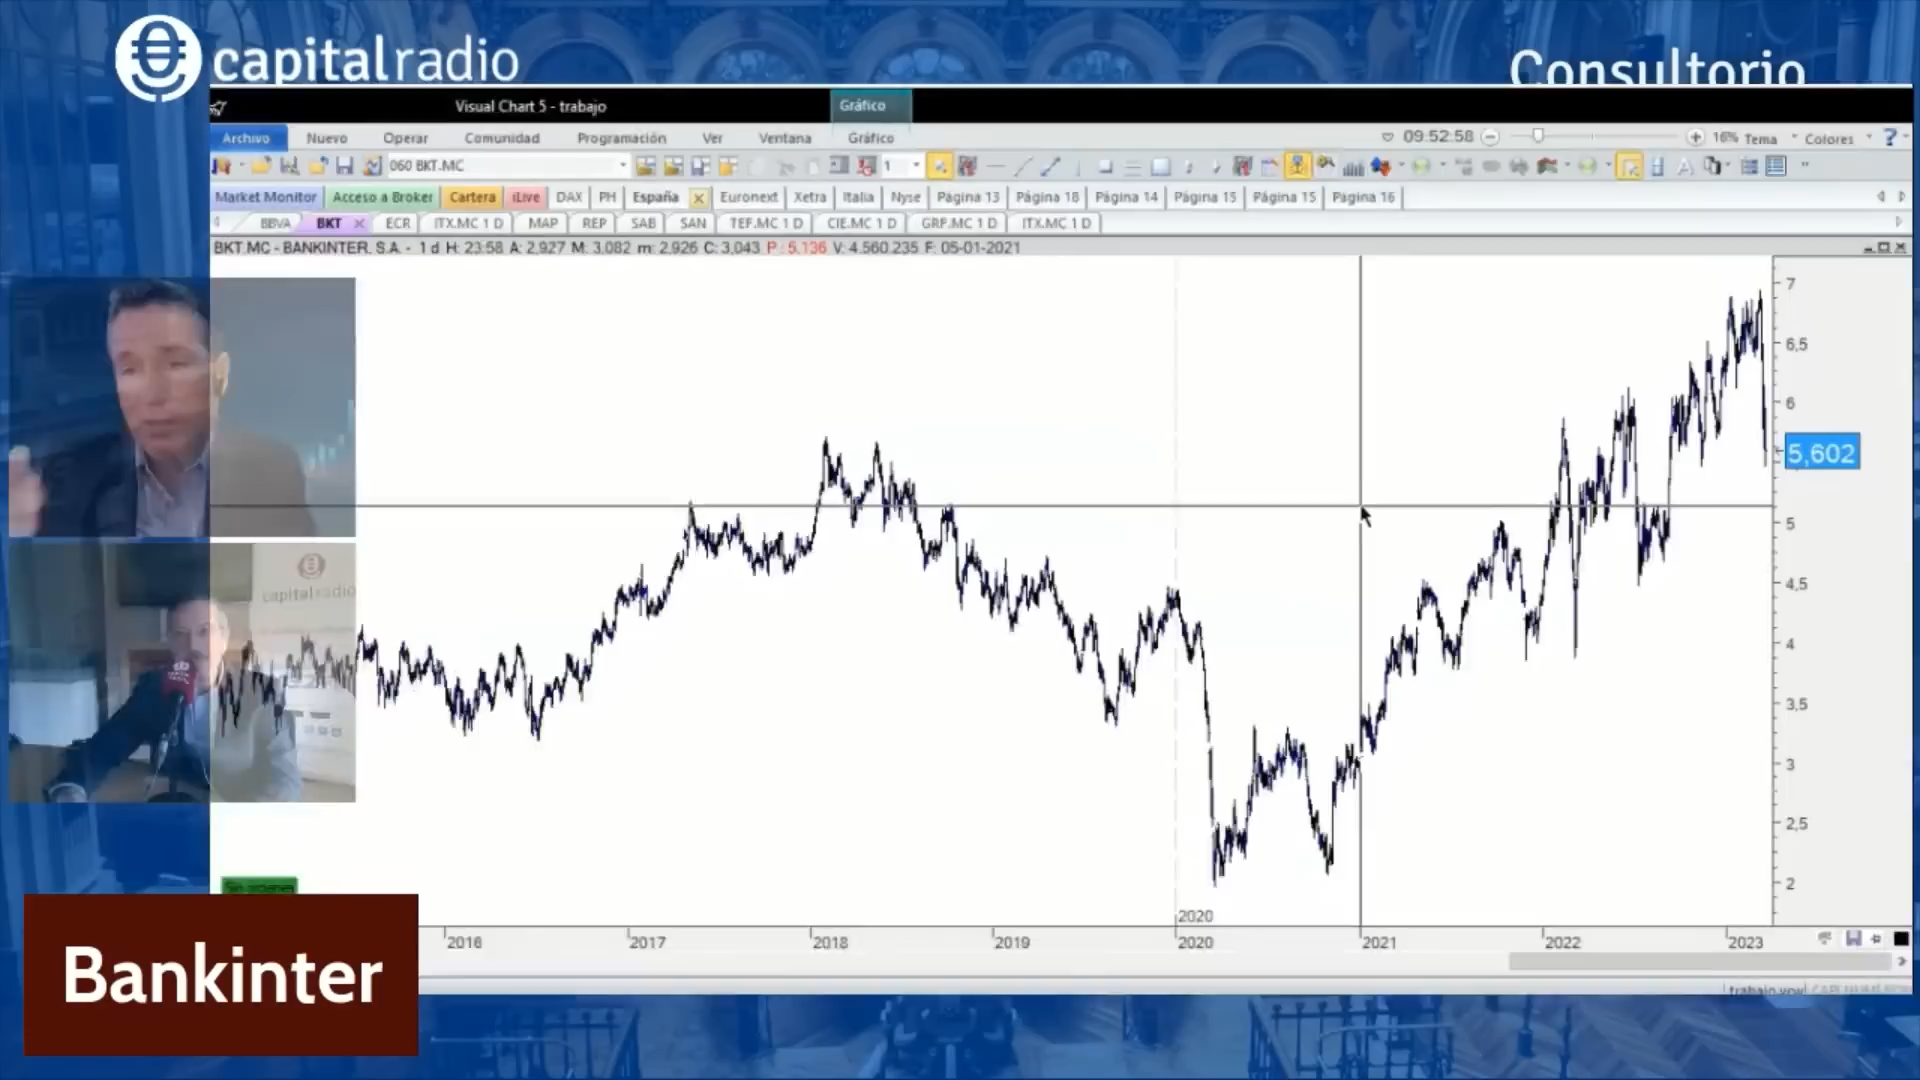 capitalradio
Consultorio
Visual Chart 5 - trabajo
Gráfico
Archivo Nuevo Operar Comunidad Programación Ver Ventana Gráfico
09:52:58 16% Tema Colores ?
060 BKT.MC 1
Market Monitor Acceso a Broker Cartera iLive DAX PH España x Euronext Xetra Italia Nyse Página 13 Página 18 Página 14 Página 15 Página 15 Pagina 16
BBVA BKT x ECR ITX.MC 1 D MAP REP SAB SAN TEF.MC 1 D CIE.MC 1 D GRF.MC 1 D ITX.MC 1 D
BKT.MC - BANKINTER, S.A. - 1 d H: 23:58 A: 2,927 M: 3,082 m: 2,926 C: 3,043 P: 5,136 V: 4.560.235 F: 05-01-2021
7
6,5
6
5,602
5
4,5
4
3,5
3
2,5
2
capitalradio
Sin órdenes
2020
2016 2017 2018 2019 2020 2021 2022 2023
Bankinter